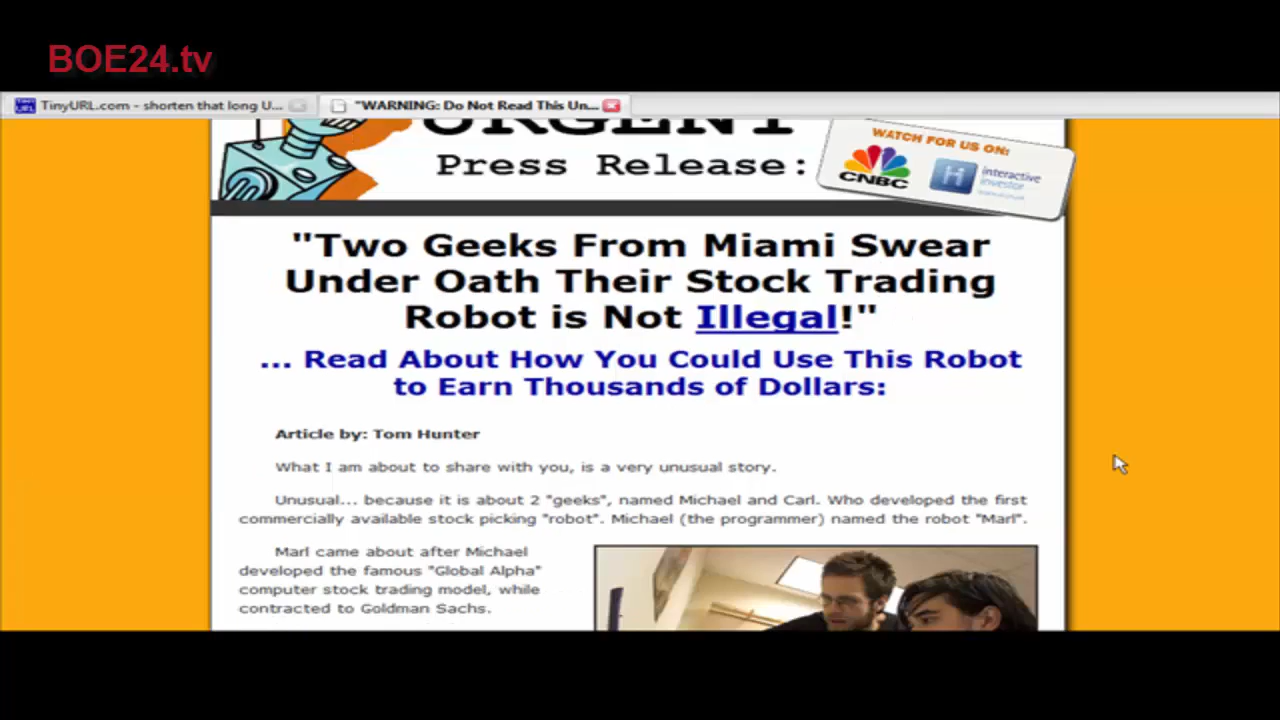 BOE24.tv
TinyURL.com - shorten that long U...
"WARNING: Do Not Read This Un...
URGENT
Press Release:
WATCH FOR US ON:
CNBC
interactive
investor
"Two Geeks From Miami Swear
Under Oath Their Stock Trading
Robot is Not Illegal!"
... Read About How You Could Use This Robot
to Earn Thousands of Dollars:
Article by: Tom Hunter
What I am about to share with you, is a very unusual story.
Unusual... because it is about 2 "geeks", named Michael and Carl. Who developed the first
commercially available stock picking "robot". Michael (the programmer) named the robot "Marl".
Marl came about after Michael
developed the famous "Global Alpha"
computer stock trading model, while
contracted to Goldman Sachs.